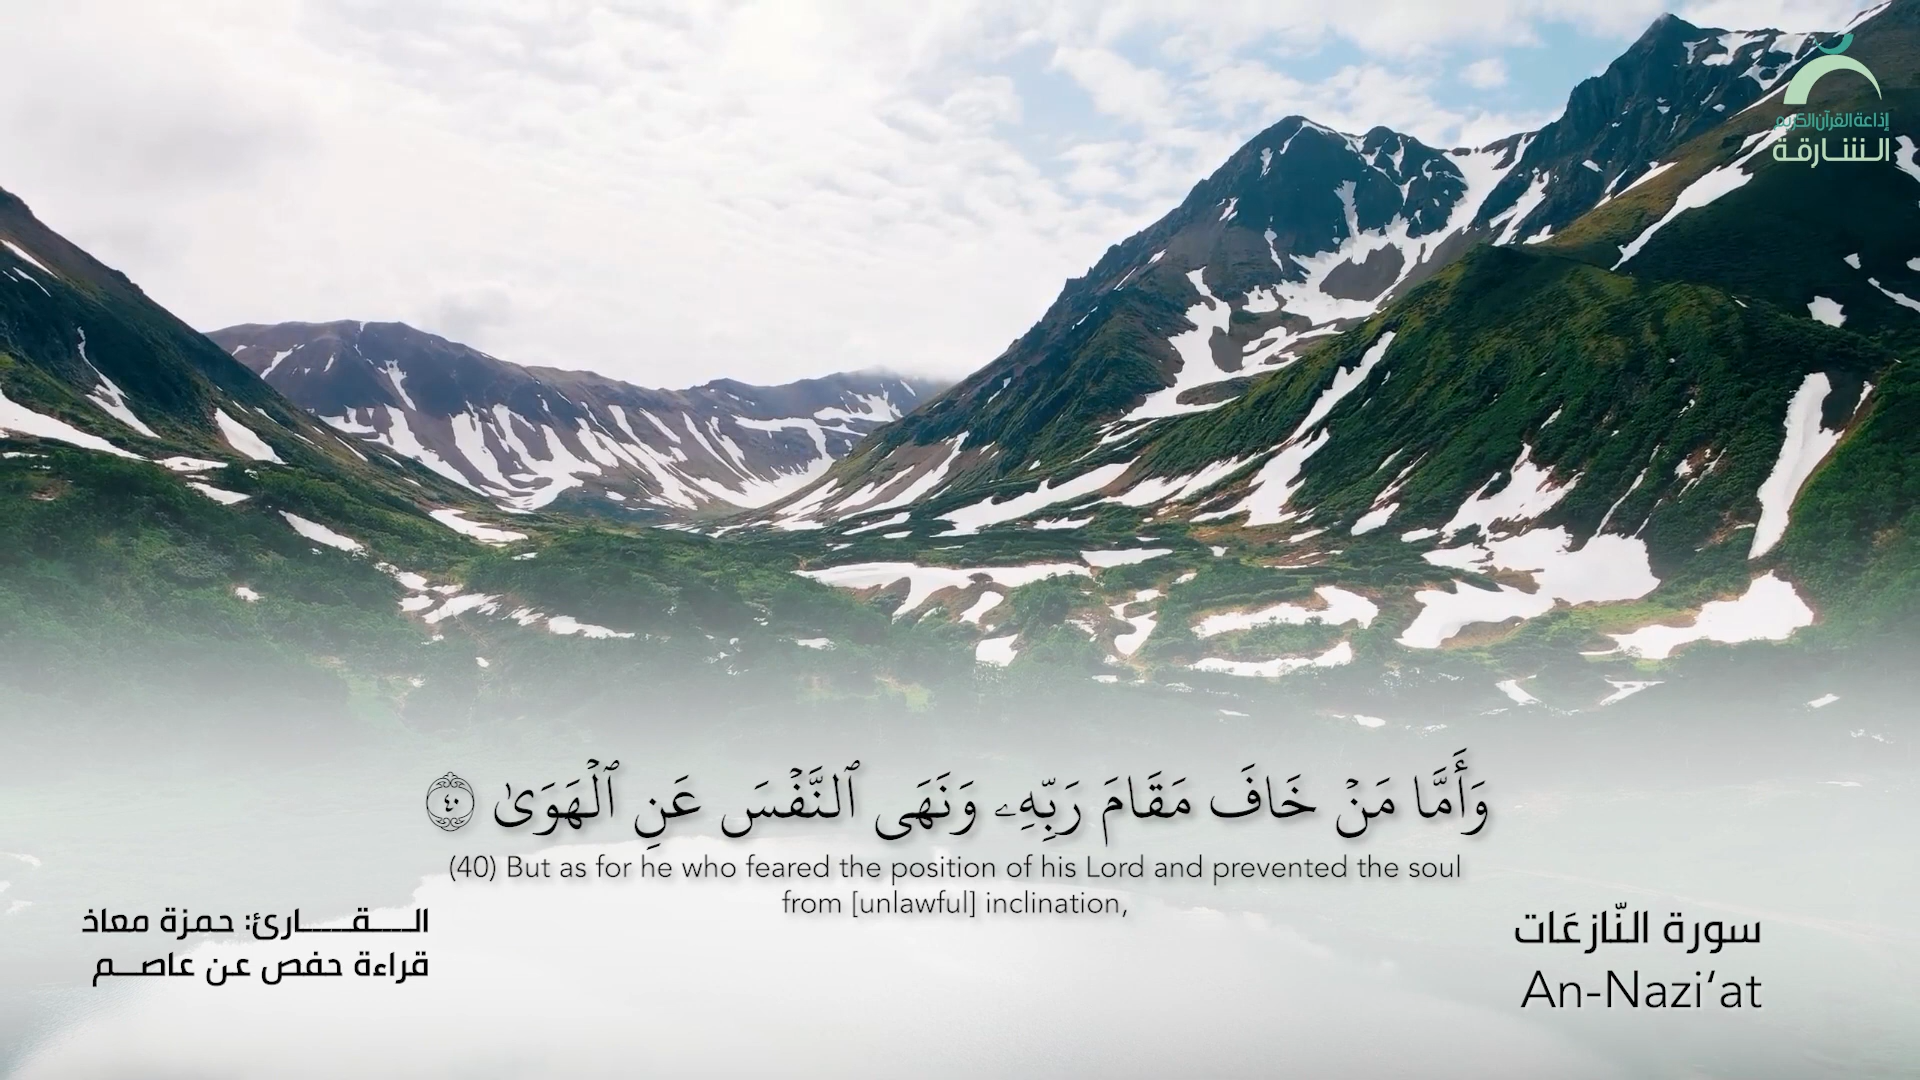 إذاعة القرآن الكريم
الشارقة
وَأَمَّا مَنۡ خَافَ مَقَامَ رَبِّهِۦ وَنَهَى ٱلنَّفۡسَ عَنِ ٱلۡهَوَىٰ ٤٠
(40) But as for he who feared the position of his Lord and prevented the soul
from [unlawful] inclination,
الـــقـــارئ: حمزة معاذ
قراءة حفص عن عاصـــم
سورة النّازعَات
An-Nazi‘at